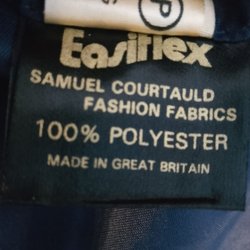 P
Easiflex
SAMUEL COURTAULD
FASHION FABRICS
100% POLYESTER
MADE IN GREAT BRITAIN